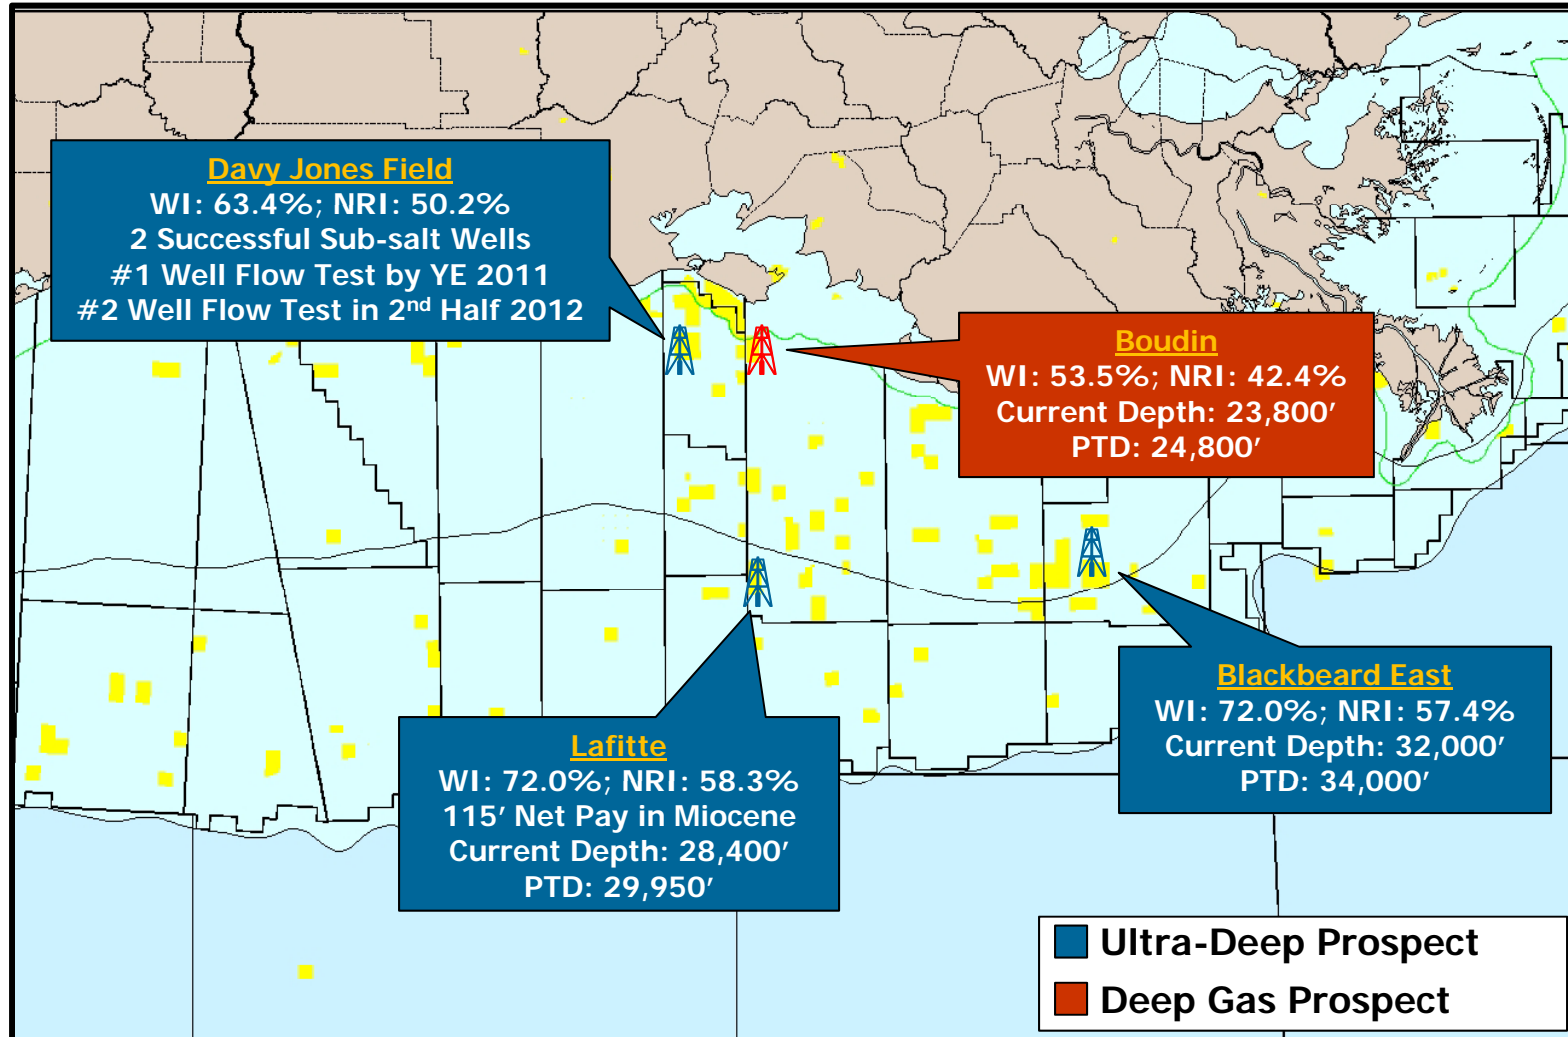 Davy Jones Field
WI: 63.4%; NRI: 50.2%
2 Successful Sub-salt Wells
#1 Well Flow Test by YE 2011
#2 Well Flow Test in 2nd Half 2012
Boudin
WI: 53.5%; NRI: 42.4%
Current Depth: 23,800’
PTD: 24,800’
Blackbeard East
WI: 72.0%; NRI: 57.4%
Current Depth: 32,000’
PTD: 34,000’
Lafitte
WI: 72.0%; NRI: 58.3%
115’ Net Pay in Miocene
Current Depth: 28,400’
PTD: 29,950’
Ultra-Deep Prospect
Deep Gas Prospect